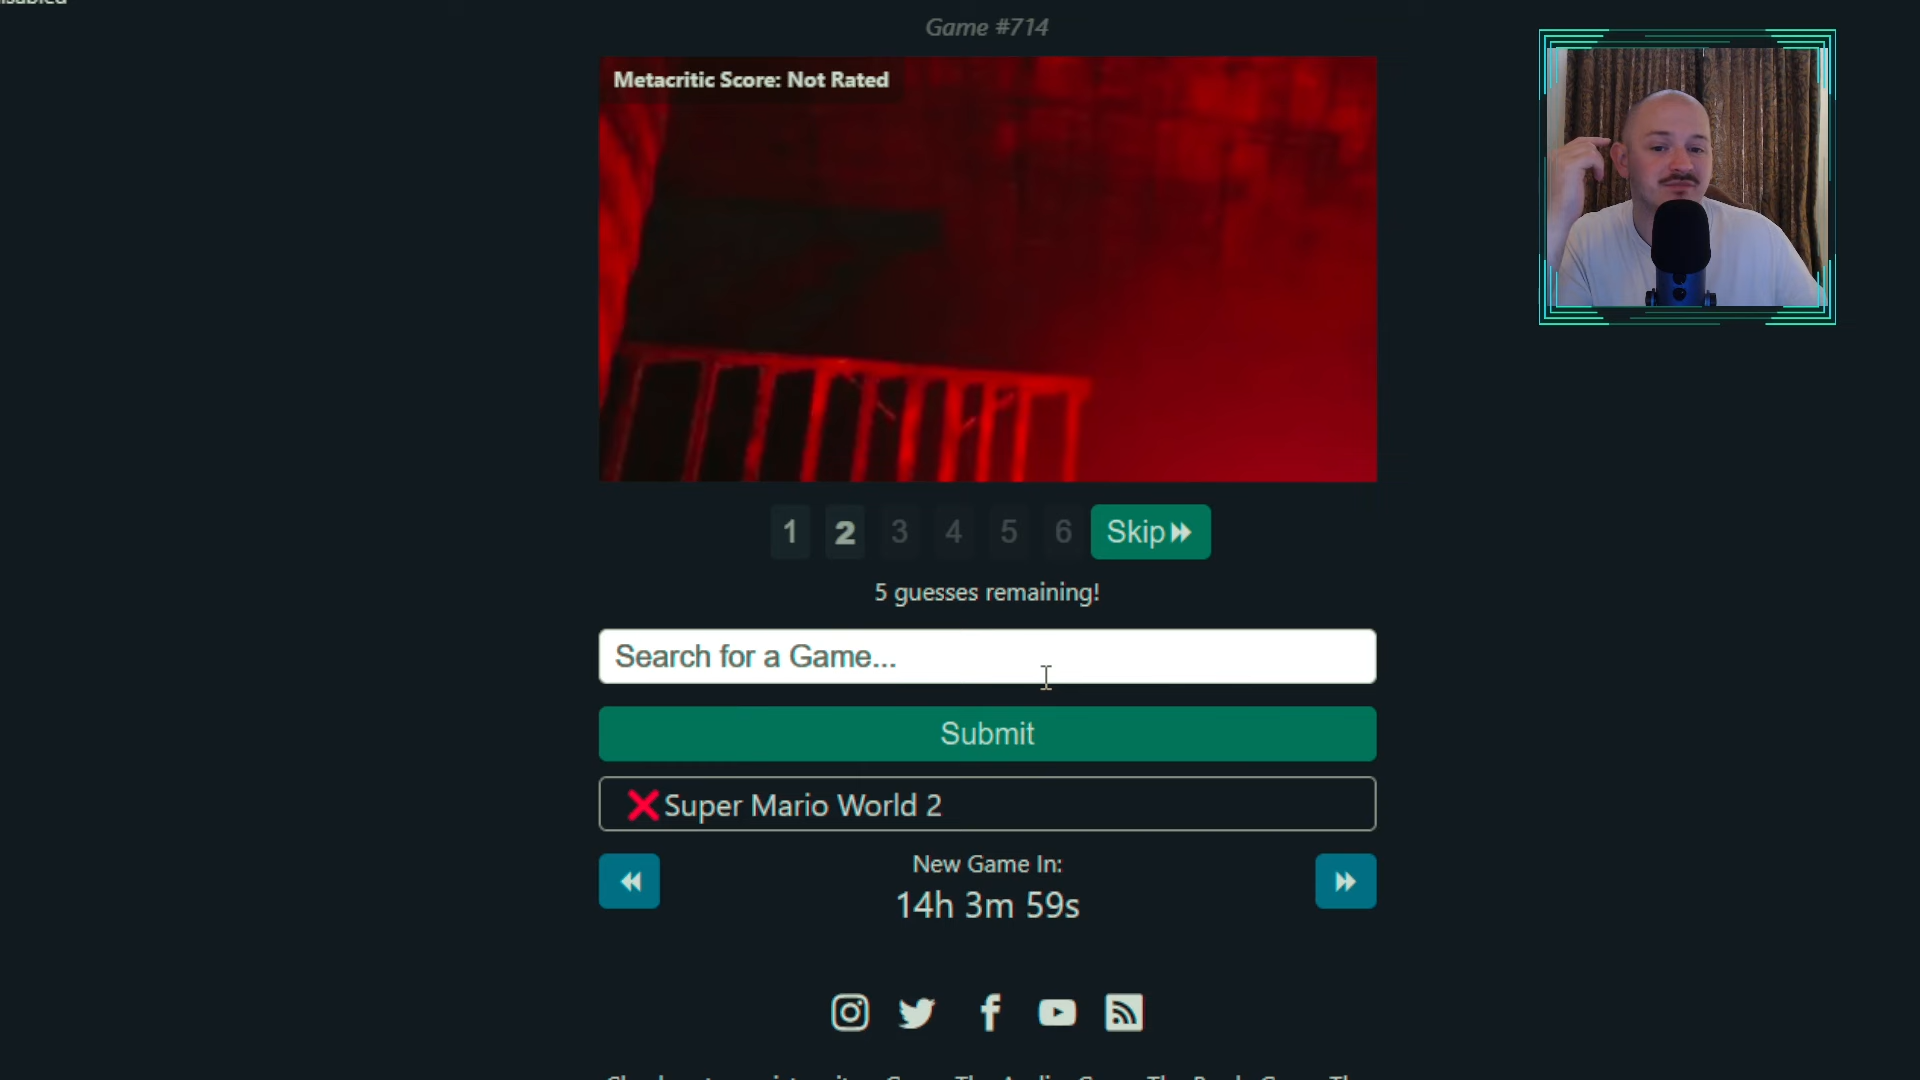 Game #714
Metacritic Score: Not Rated
1 2 3 4 5 6 Skip
5 guesses remaining!
Search for a Game...
Submit
Super Mario World 2
New Game In:
14h 3m 59s